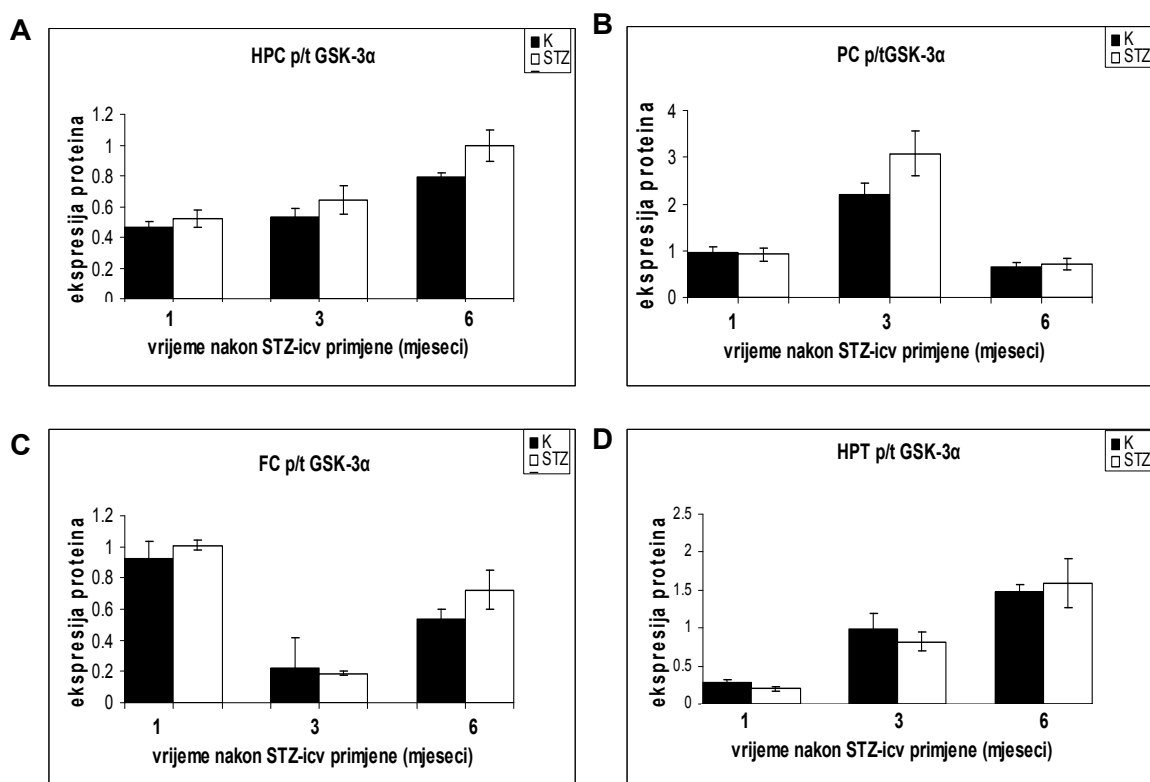 A
HPC p/t GSK-3α
K
STZ
ekspresija proteina
1.2
1
0.8
0.6
0.4
0.2
0
1 3 6
vrijeme nakon STZ-icv primjene (mjeseci)
B
PC p/tGSK-3α
K
STZ
ekspresija proteina
4
3
2
1
0
1 3 6
vrijeme nakon STZ-icv primjene (mjeseci)
C
FC p/t GSK-3α
K
STZ
ekspresija proteina
1.2
1
0.8
0.6
0.4
0.2
0
1 3 6
vrijeme nakon STZ-icv primjene (mjeseci)
D
HPT p/t GSK-3α
K
STZ
ekspresija proteina
2.5
2
1.5
1
0.5
0
1 3 6
vrijeme nakon STZ-icv primjene (mjeseci)